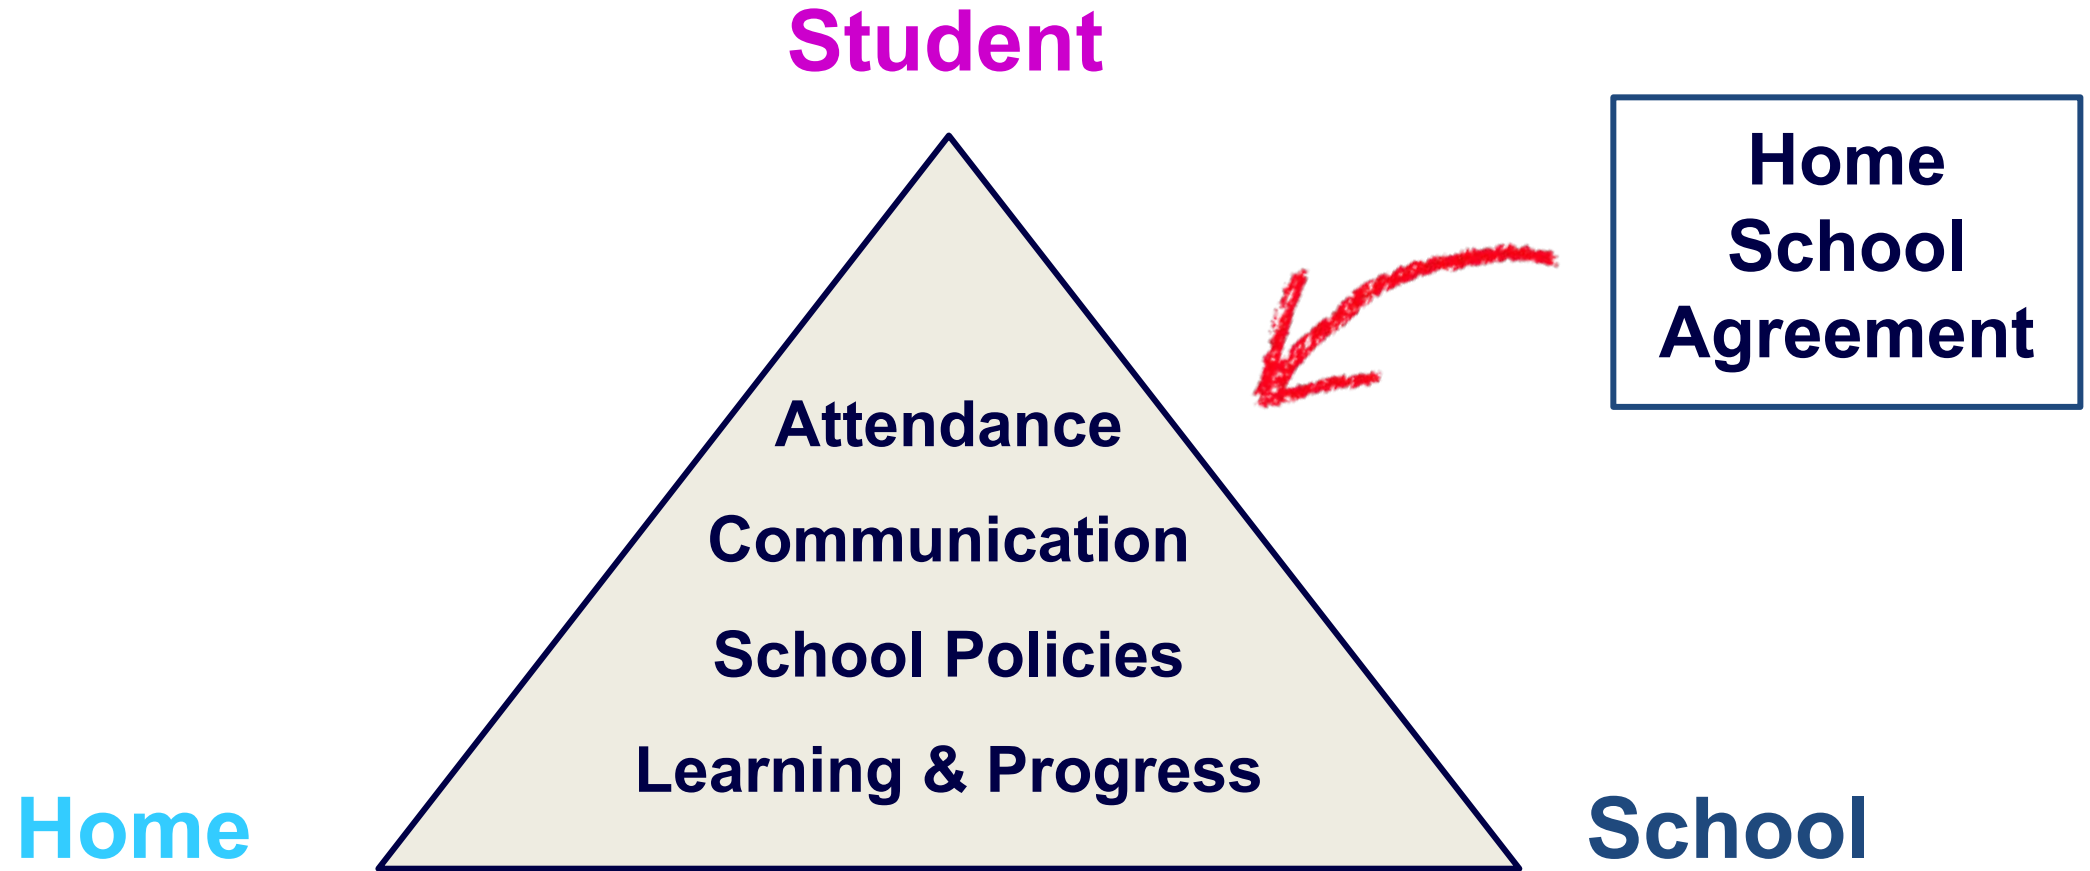 Student
Home
School
Agreement
Attendance
Communication
School Policies
Learning & Progress
Home
School